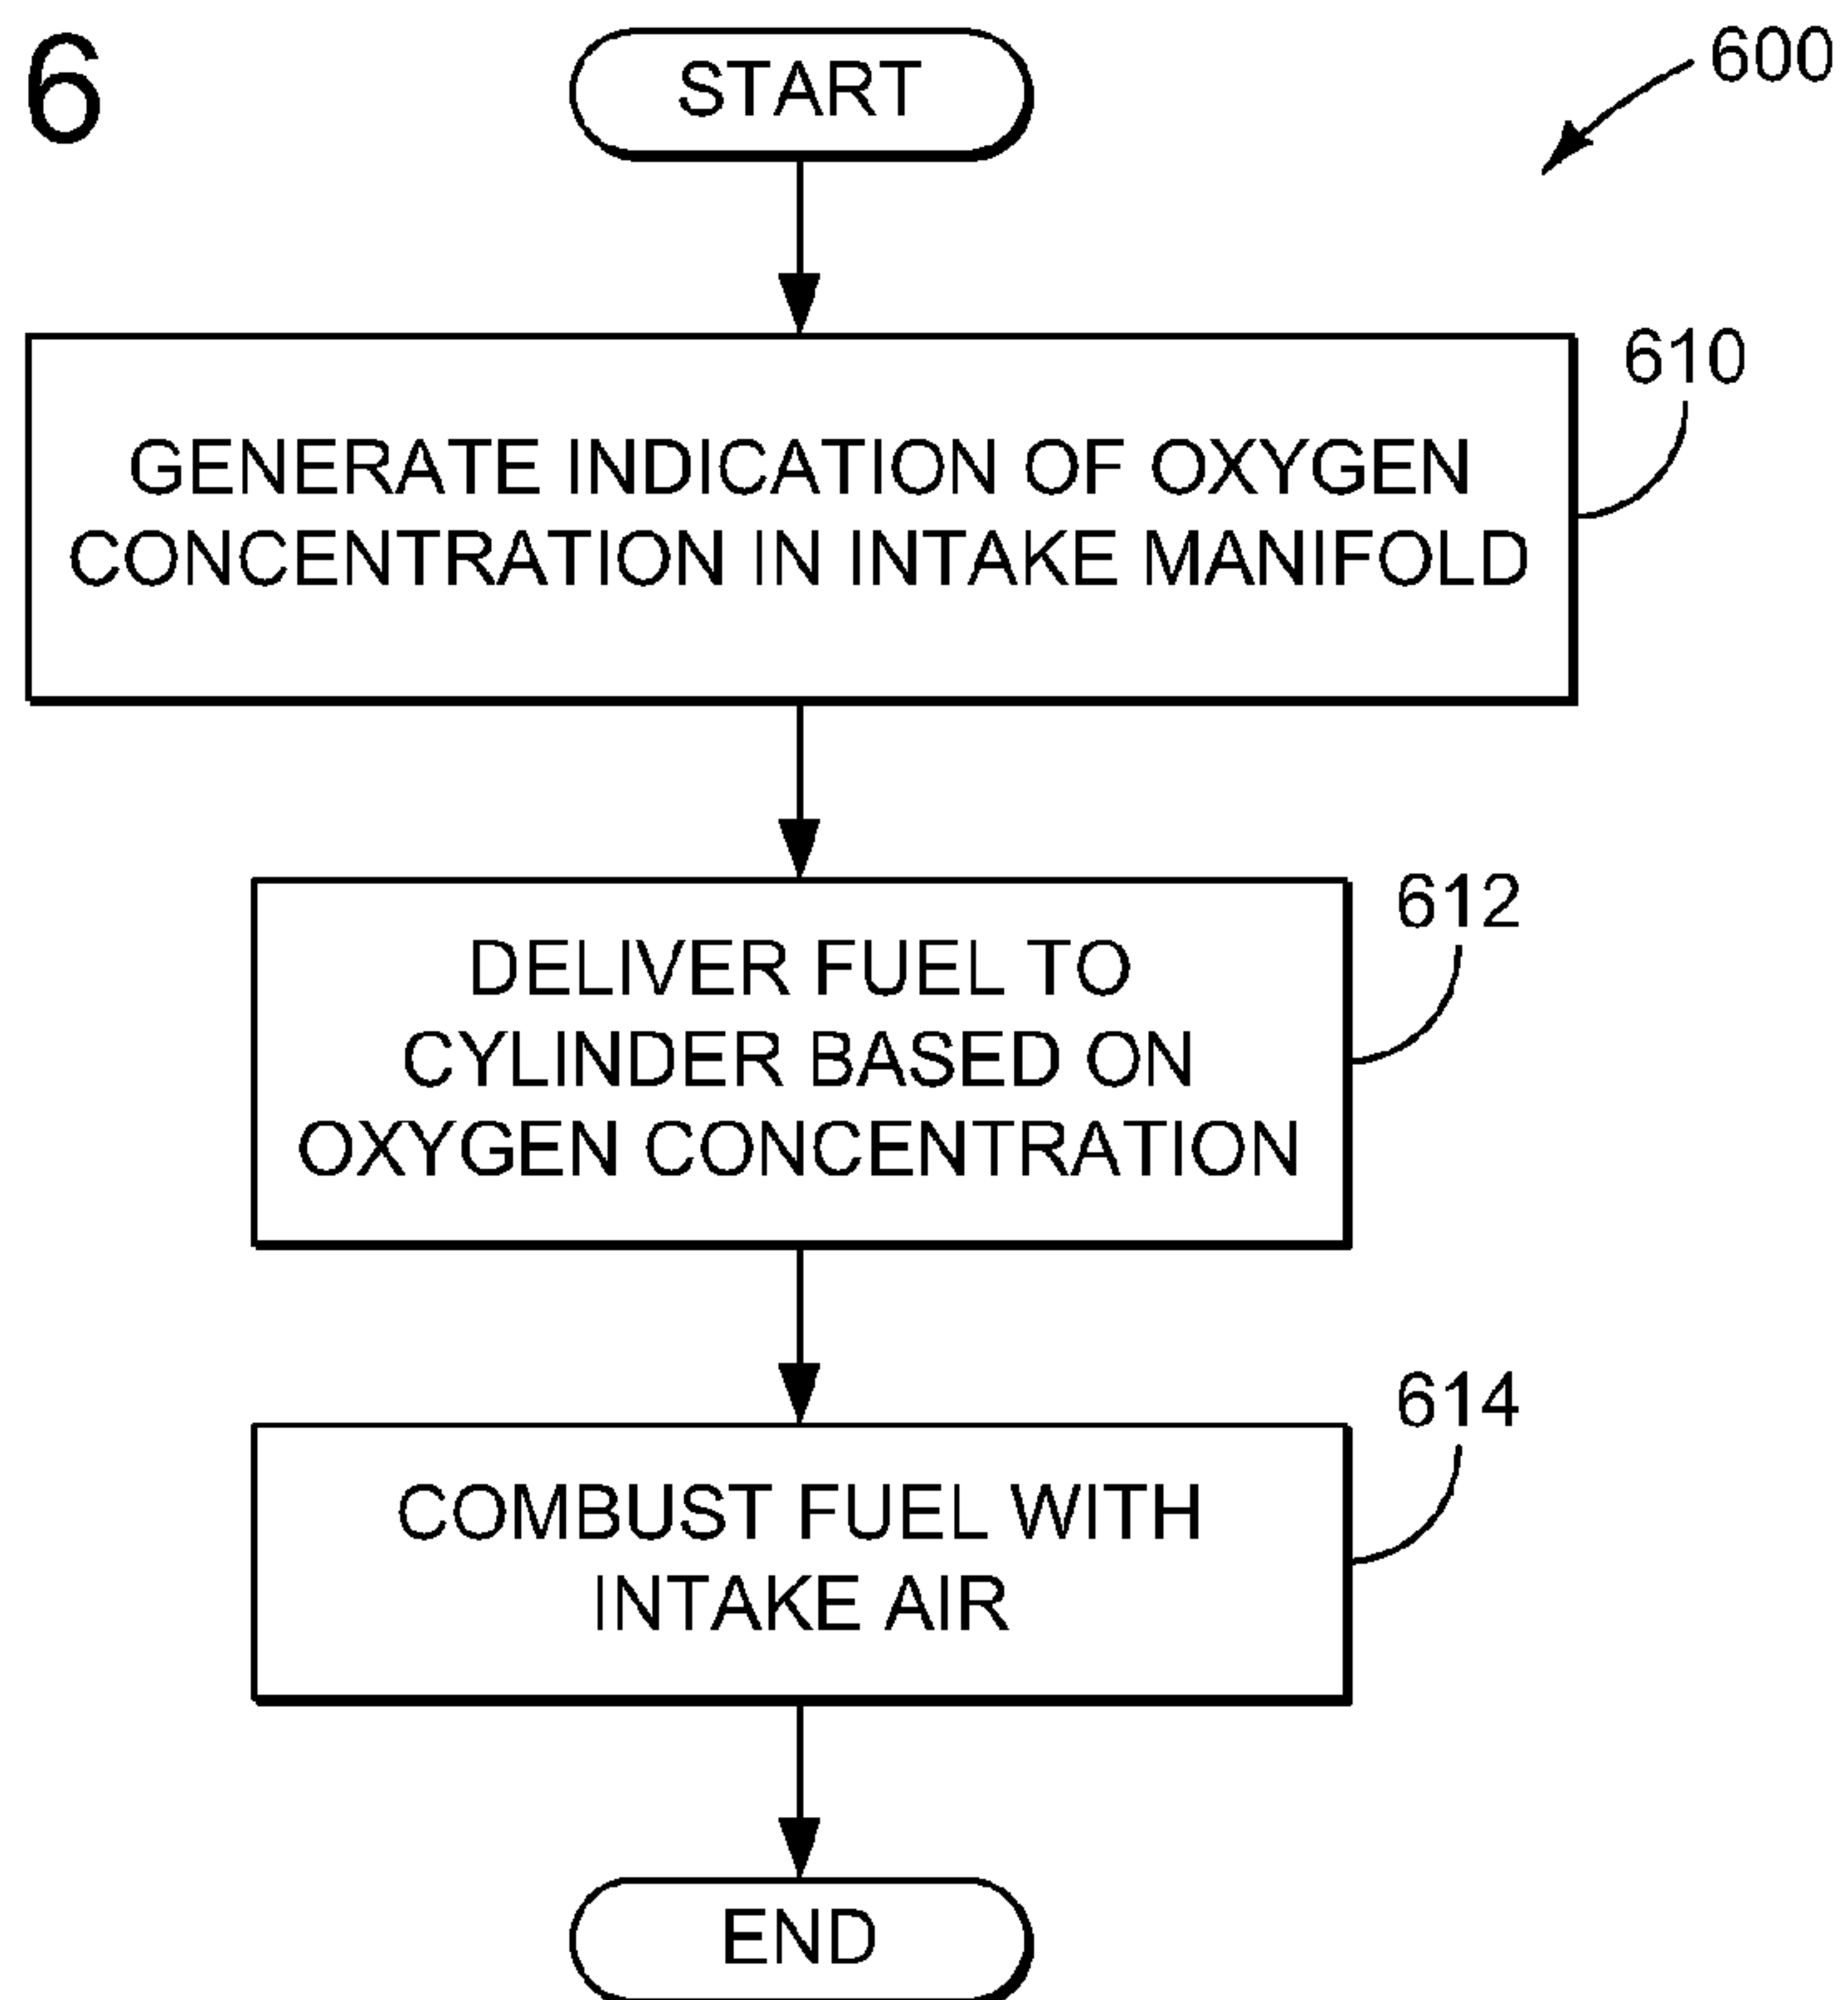 6
START
600
610
GENERATE INDICATION OF OXYGEN
CONCENTRATION IN INTAKE MANIFOLD
612
DELIVER FUEL TO
CYLINDER BASED ON
OXYGEN CONCENTRATION
614
COMBUST FUEL WITH
INTAKE AIR
END